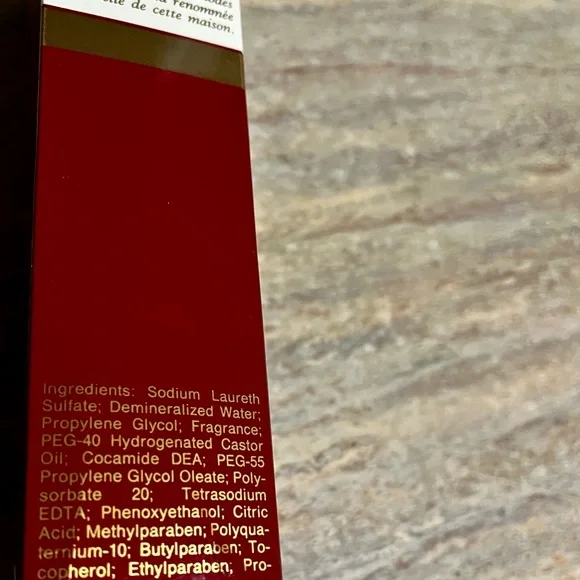 renommée
de cette maison.
Ingredients: Sodium Laureth
Sulfate; Demineralized Water;
Propylene Glycol; Fragrance;
PEG-40 Hydrogenated Castor
Oil; Cocamide DEA; PEG-55
Propylene Glycol Oleate; Poly-
sorbate 20; Tetrasodium
EDTA; Phenoxyethanol; Citric
Acid; Methylparaben; Polyqua-
ternium-10; Butylparaben; To-
copherol; Ethylparaben; Pro-